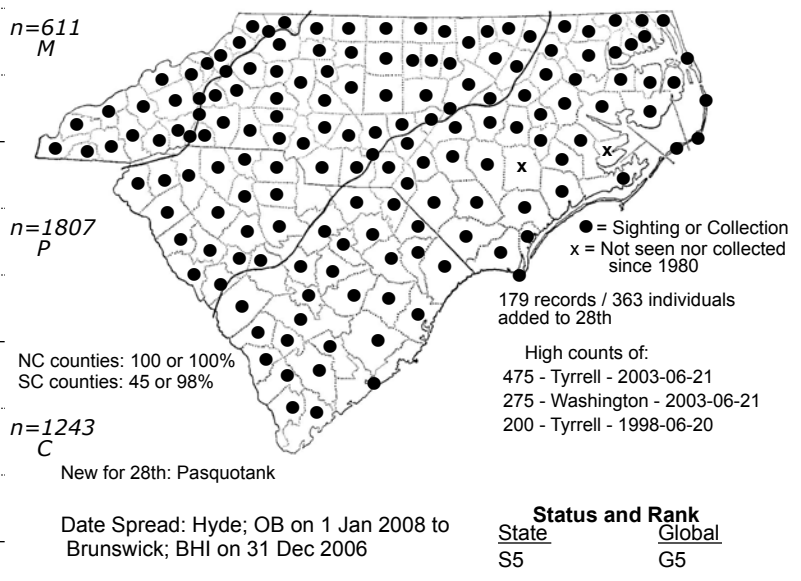 n=611
M
n=1807
P
n=1243
C
x
x
● = Sighting or Collection
x = Not seen nor collected
since 1980
179 records / 363 individuals
added to 28th
High counts of:
475 - Tyrrell - 2003-06-21
275 - Washington - 2003-06-21
200 - Tyrrell - 1998-06-20
NC counties: 100 or 100%
SC counties: 45 or 98%
New for 28th: Pasquotank
Date Spread: Hyde; OB on 1 Jan 2008 to
Brunswick; BHI on 31 Dec 2006
Status and Rank
State Global
S5 G5